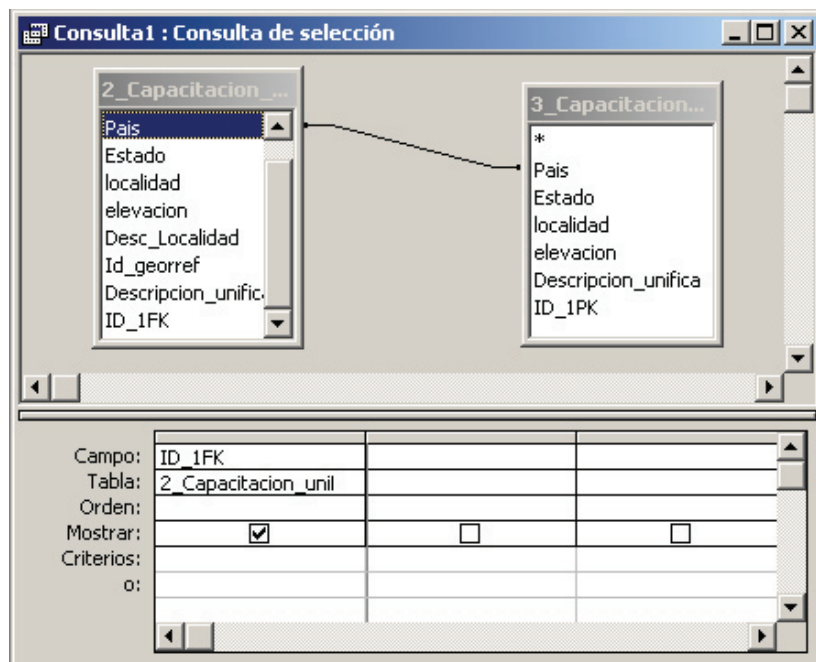 Consulta1 : Consulta de selección
2_Capacitacion_...
Pais
Estado
localidad
elevacion
Desc_Localidad
Id_georref
Descripcion_unific
ID_1FK
3_Capacitacion...
*
Pais
Estado
localidad
elevacion
Descripcion_unifica
ID_1PK
Campo: ID_1FK
Tabla: 2_Capacitacion_unil
Orden:
Mostrar:
Criterios:
o: